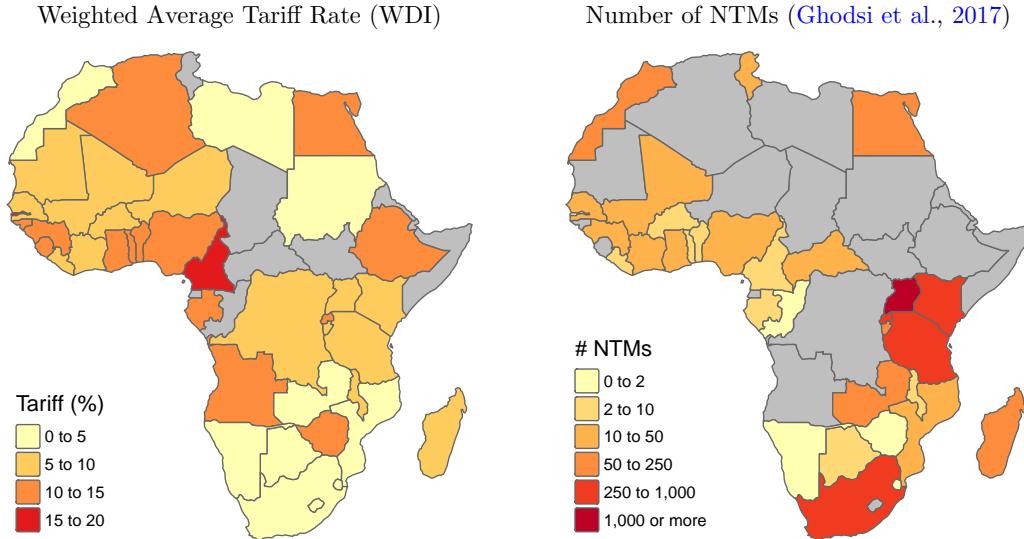 Weighted Average Tariff Rate (WDI)
Number of NTMs (Ghodsi et al., 2017)
Tariff (%)
0 to 5
5 to 10
10 to 15
15 to 20
# NTMs
0 to 2
2 to 10
10 to 50
50 to 250
250 to 1,000
1,000 or more